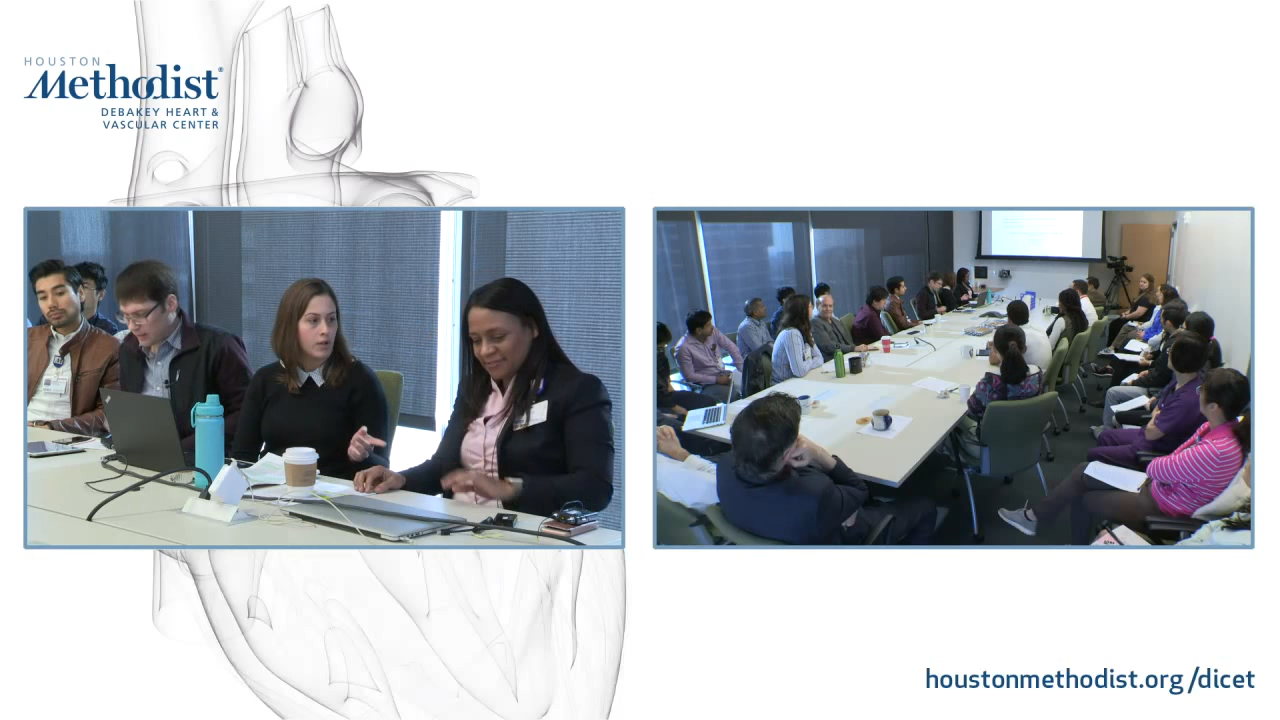 HOUSTON
Methodist®
DEBAKEY HEART &
VASCULAR CENTER
houstonmethodist.org/dicet